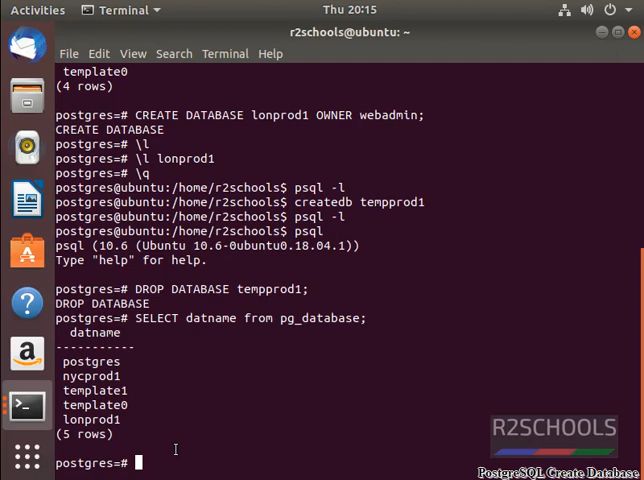 Activities Terminal Thu 20:15
r2schools@ubuntu: ~
File Edit View Search Terminal Help
template0
(4 rows)
postgres=# CREATE DATABASE lonprod1 OWNER webadmin;
CREATE DATABASE
postgres=# \l
postgres=# \l lonprod1
postgres=# \q
postgres@ubuntu:/home/r2schools$ psql -l
postgres@ubuntu:/home/r2schools$ createdb tempprod1
postgres@ubuntu:/home/r2schools$ psql -l
postgres@ubuntu:/home/r2schools$ psql
psql (10.6 (Ubuntu 10.6-0ubuntu0.18.04.1))
Type "help" for help.
postgres=# DROP DATABASE tempprod1;
DROP DATABASE
postgres=# SELECT datname from pg_database;
datname
-----------
postgres
nycprod1
template1
template0
lonprod1
(5 rows)
postgres=#
R2SCHOOLS
PostgreSQL Create Database